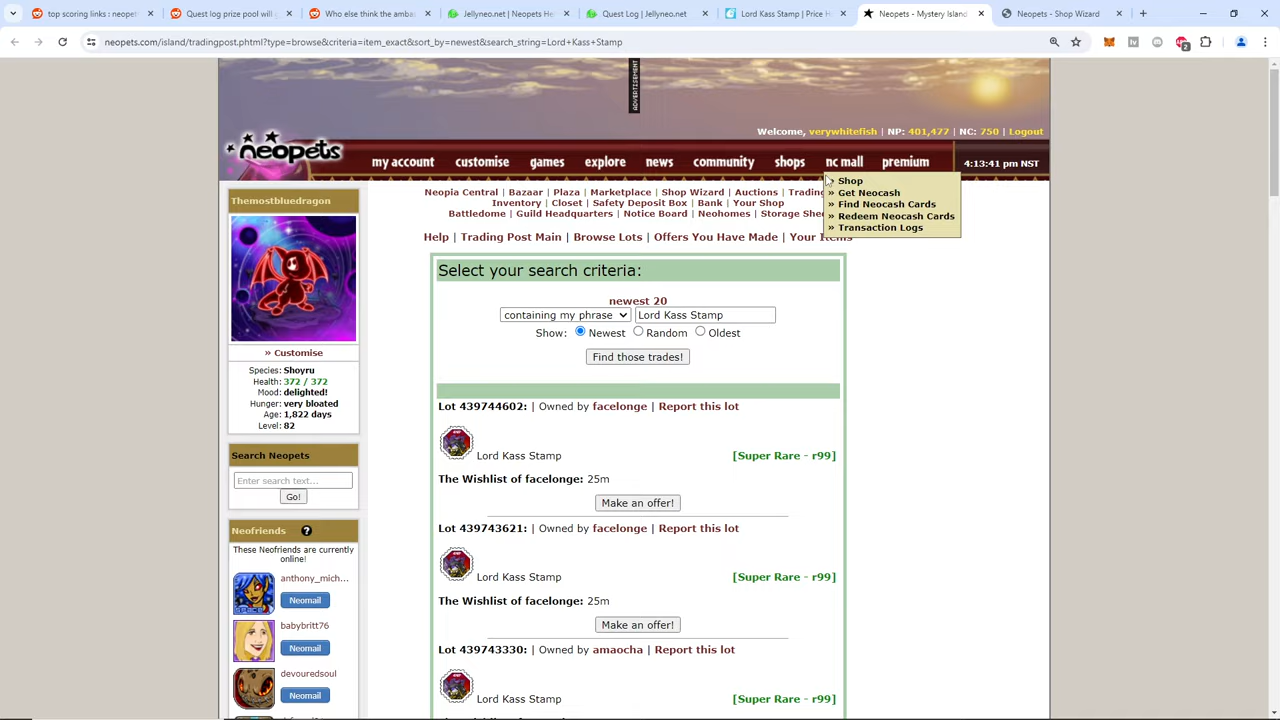 top scoring links : neopets
Quest log prize pool will g
Who else think the amba
Jellyneo.net | Neopets He
Quest Log | Jellyneo.net
Lord Kass Stamp | Price H
Neopets - Mystery Island
Neopets - Shop Wizard
neopets.com/island/tradingpost.phtml?type=browse&criteria=item_exact&sort_by=newest&search_string=Lord+Kass+Stamp
2
ADVERTISEMENT
Welcome, verywhitefish | NP: 401,477 | NC: 750 | Logout
neopets
my account customise games explore news community shops nc mall premium
4:13:41 pm NST
» Shop
» Get Neocash
» Find Neocash Cards
» Redeem Neocash Cards
» Transaction Logs
Neopia Central | Bazaar | Plaza | Marketplace | Shop Wizard | Auctions | Trading
Inventory | Closet | Safety Deposit Box | Bank | Your Shop
Battledome | Guild Headquarters | Notice Board | Neohomes | Storage She
Help | Trading Post Main | Browse Lots | Offers You Have Made | Your Items
Themostbluedragon
» Customise
Species: Shoyru
Health: 372 / 372
Mood: delighted!
Hunger: very bloated
Age: 1,822 days
Level: 82
Search Neopets
Enter search text...
Go!
Neofriends ?
These Neofriends are currently
online!
anthony_mich...
Neomail
babybritt76
Neomail
devouredsoul
Neomail
Select your search criteria:
newest 20
containing my phrase Lord Kass Stamp
Show: Newest Random Oldest
Find those trades!
Lot 439744602: | Owned by facelonge | Report this lot
Lord Kass Stamp [Super Rare - r99]
The Wishlist of facelonge: 25m
Make an offer!
Lot 439743621: | Owned by facelonge | Report this lot
Lord Kass Stamp [Super Rare - r99]
The Wishlist of facelonge: 25m
Make an offer!
Lot 439743330: | Owned by amaocha | Report this lot
Lord Kass Stamp [Super Rare - r99]